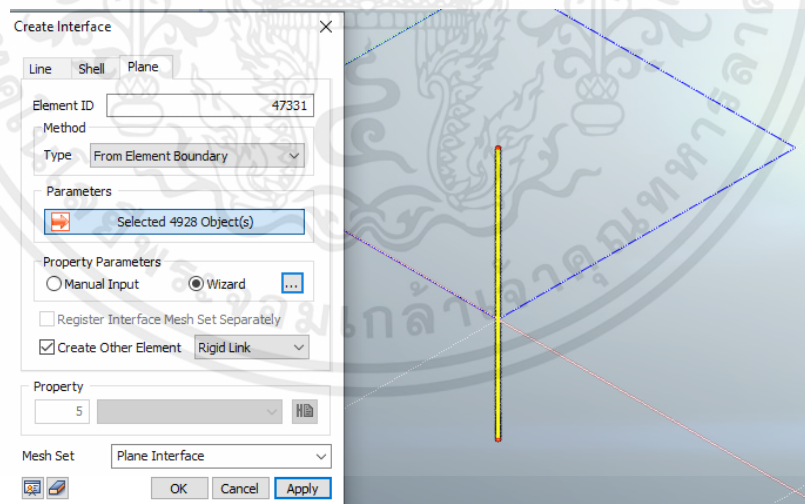 Create Interface
Line Shell Plane
Element ID 47331
Method
Type From Element Boundary
Parameters
Selected 4928 Object(s)
Property Parameters
Manual Input Wizard ...
Register Interface Mesh Set Separately
Create Other Element Rigid Link
Property
5
Mesh Set Plane Interface
OK Cancel Apply